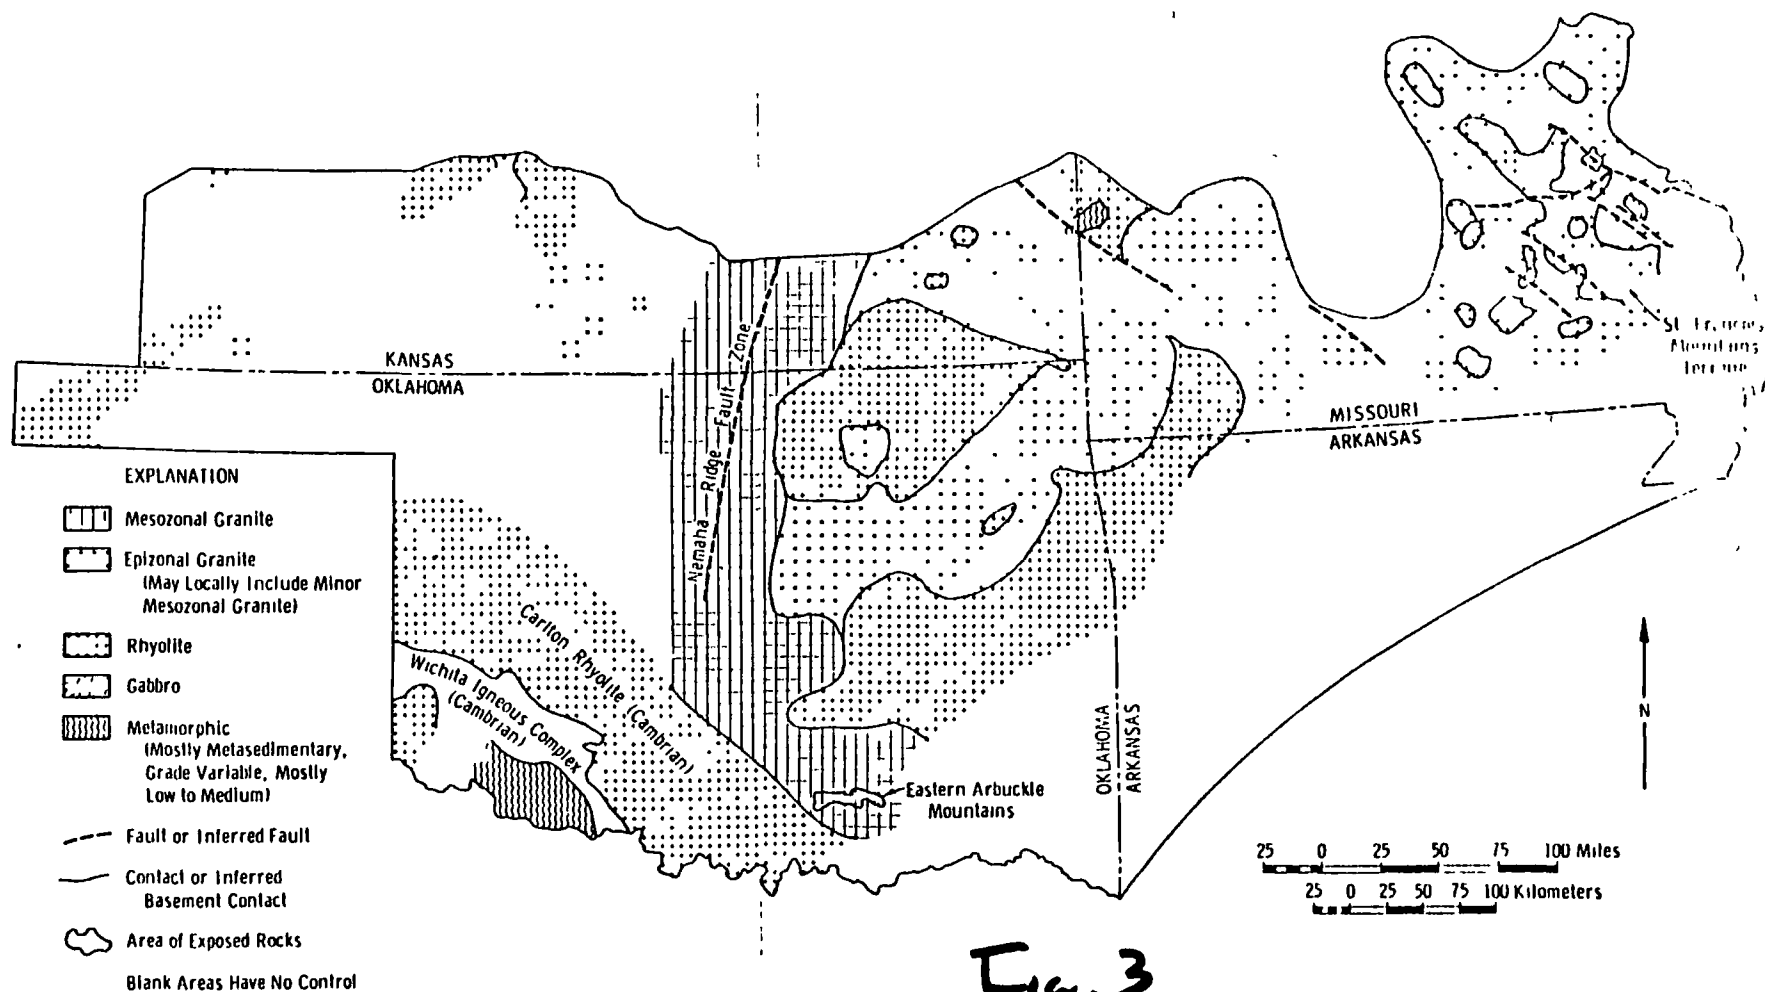 KANSAS
OKLAHOMA
Nemaha Ridge Fault Zone
MISSOURI
ARKANSAS
St. Francois
Mountains
Terrane
EXPLANATION
Mesozonal Granite
Epizonal Granite
(May Locally Include Minor
Mesozonal Granite)
Rhyolite
Gabbro
Metamorphic
(Mostly Metasedimentary,
Grade Variable, Mostly
Low to Medium)
Fault or Inferred Fault
Contact or Inferred
Basement Contact
Area of Exposed Rocks
Blank Areas Have No Control
Carlton Rhyolite (Cambrian)
Wichita Igneous Complex
(Cambrian)
Eastern Arbuckle
Mountains
OKLAHOMA
ARKANSAS
N
25 0 25 50 75 100 Miles
25 0 25 50 75 100 Kilometers
Fig. 3